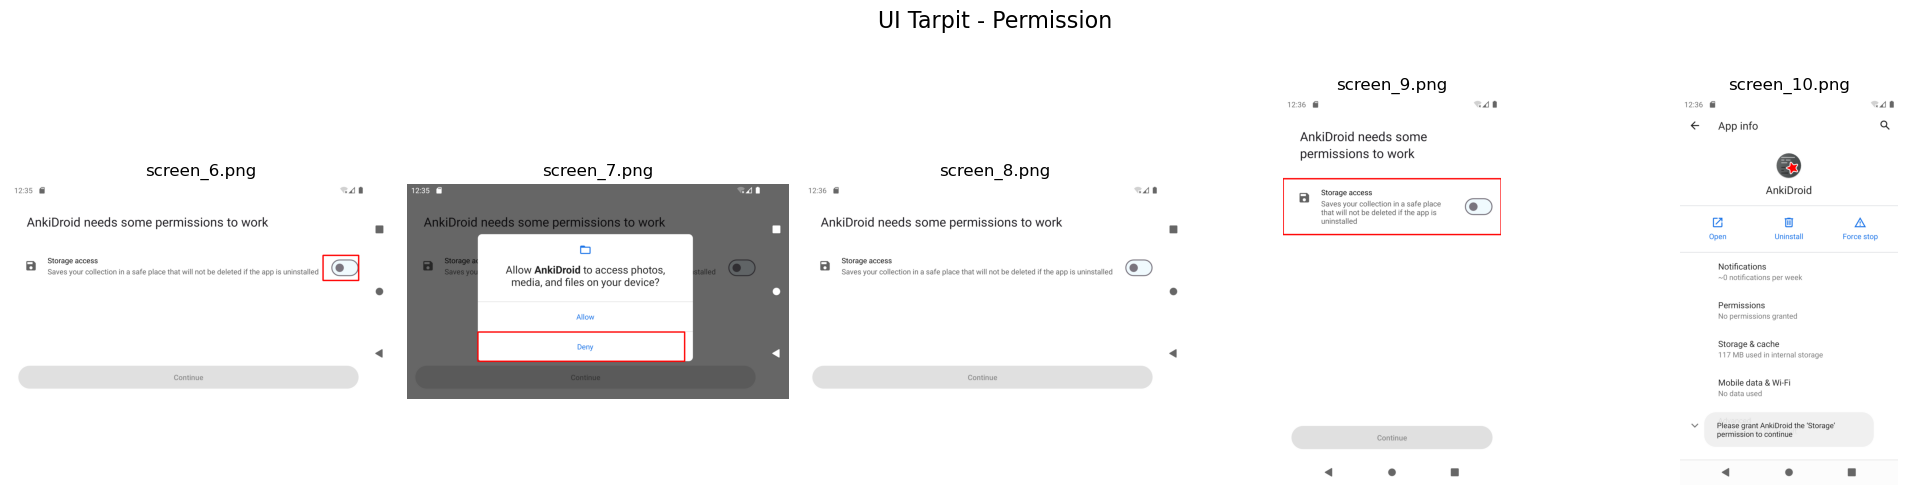 UI Tarpit - Permission
screen_6.png
12:35
AnkiDroid needs some permissions to work
Storage access
Saves your collection in a safe place that will not be deleted if the app is uninstalled
Continue
screen_7.png
12:35
AnkiDroid needs some permissions to work
Storage a
Saves you
stalled
Allow AnkiDroid to access photos,
media, and files on your device?
Allow
Deny
Continue
screen_8.png
12:36
AnkiDroid needs some permissions to work
Storage access
Saves your collection in a safe place that will not be deleted if the app is uninstalled
Continue
screen_9.png
12:36
AnkiDroid needs some
permissions to work
Storage access
Saves your collection in a safe place
that will not be deleted if the app is
uninstalled
Continue
screen_10.png
12:36
App info
AnkiDroid
Open
Uninstall
Force stop
Notifications
~0 notifications per week
Permissions
No permissions granted
Storage & cache
117 MB used in internal storage
Mobile data & Wi-Fi
No data used
Please grant AnkiDroid the 'Storage'
permission to continue